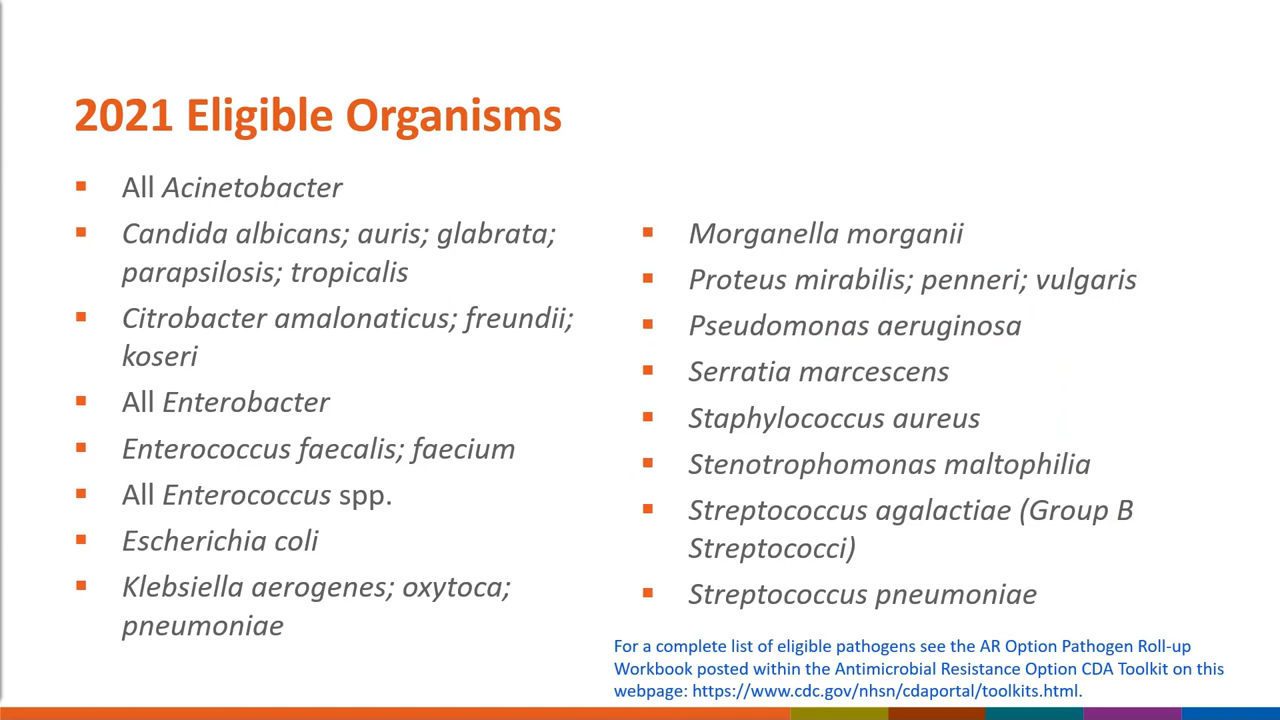 2021 Eligible Organisms
▪ All Acinetobacter
▪ Candida albicans; auris; glabrata;
parapsilosis; tropicalis
▪ Citrobacter amalonaticus; freundii;
koseri
▪ All Enterobacter
▪ Enterococcus faecalis; faecium
▪ All Enterococcus spp.
▪ Escherichia coli
▪ Klebsiella aerogenes; oxytoca;
pneumoniae
▪ Morganella morganii
▪ Proteus mirabilis; penneri; vulgaris
▪ Pseudomonas aeruginosa
▪ Serratia marcescens
▪ Staphylococcus aureus
▪ Stenotrophomonas maltophilia
▪ Streptococcus agalactiae (Group B
Streptococci)
▪ Streptococcus pneumoniae
For a complete list of eligible pathogens see the AR Option Pathogen Roll-up
Workbook posted within the Antimicrobial Resistance Option CDA Toolkit on this
webpage: https://www.cdc.gov/nhsn/cdaportal/toolkits.html.